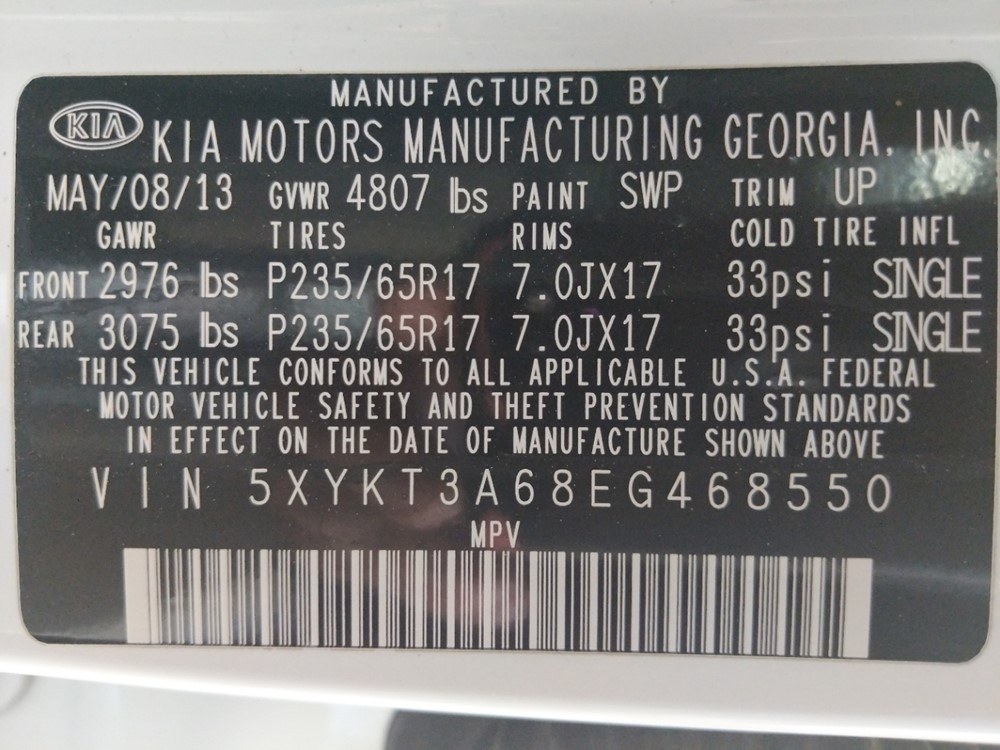 MANUFACTURED BY
KIA KIA MOTORS MANUFACTURING GEORGIA, INC.
MAY/08/13 GVWR 4807 lbs PAINT SWP TRIM UP
GAWR TIRES RIMS COLD TIRE INFL
FRONT 2976 lbs P235/65R17 7.0JX17 33psi SINGLE
REAR 3075 lbs P235/65R17 7.0JX17 33psi SINGLE
THIS VEHICLE CONFORMS TO ALL APPLICABLE U.S.A. FEDERAL
MOTOR VEHICLE SAFETY AND THEFT PREVENTION STANDARDS
IN EFFECT ON THE DATE OF MANUFACTURE SHOWN ABOVE
VIN 5XYKT3A68EG468550
MPV